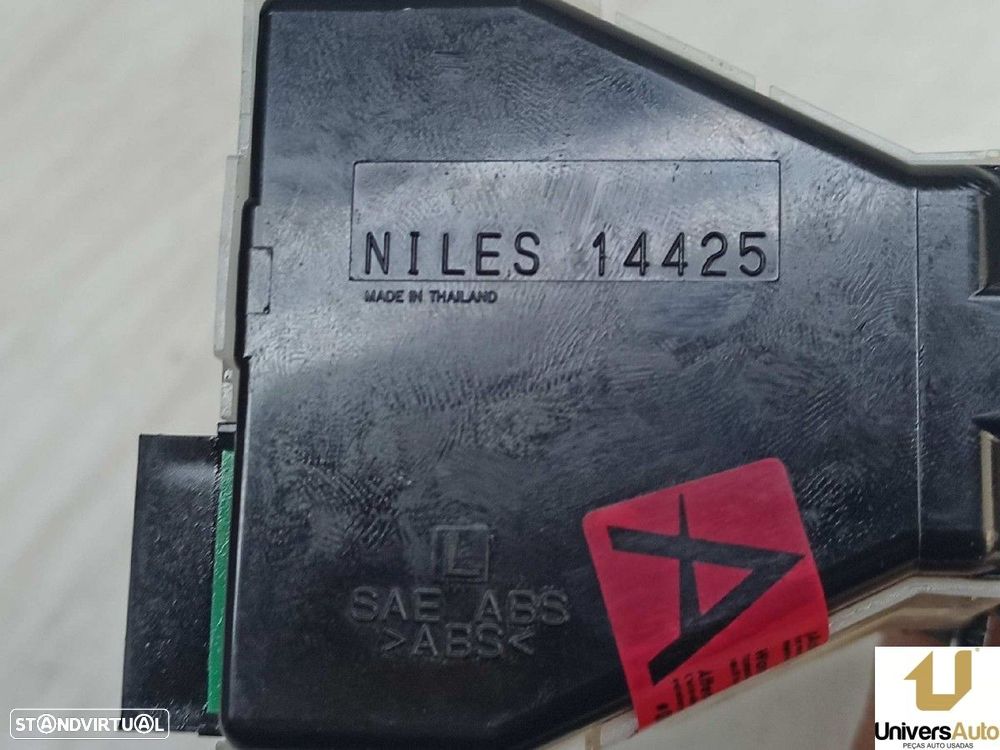 NILES 14425
MADE IN THAILAND
L
SAE ABS
>ABS<
A
STANDVIRTUAL
UniversAuto
PEÇAS AUTO USADAS